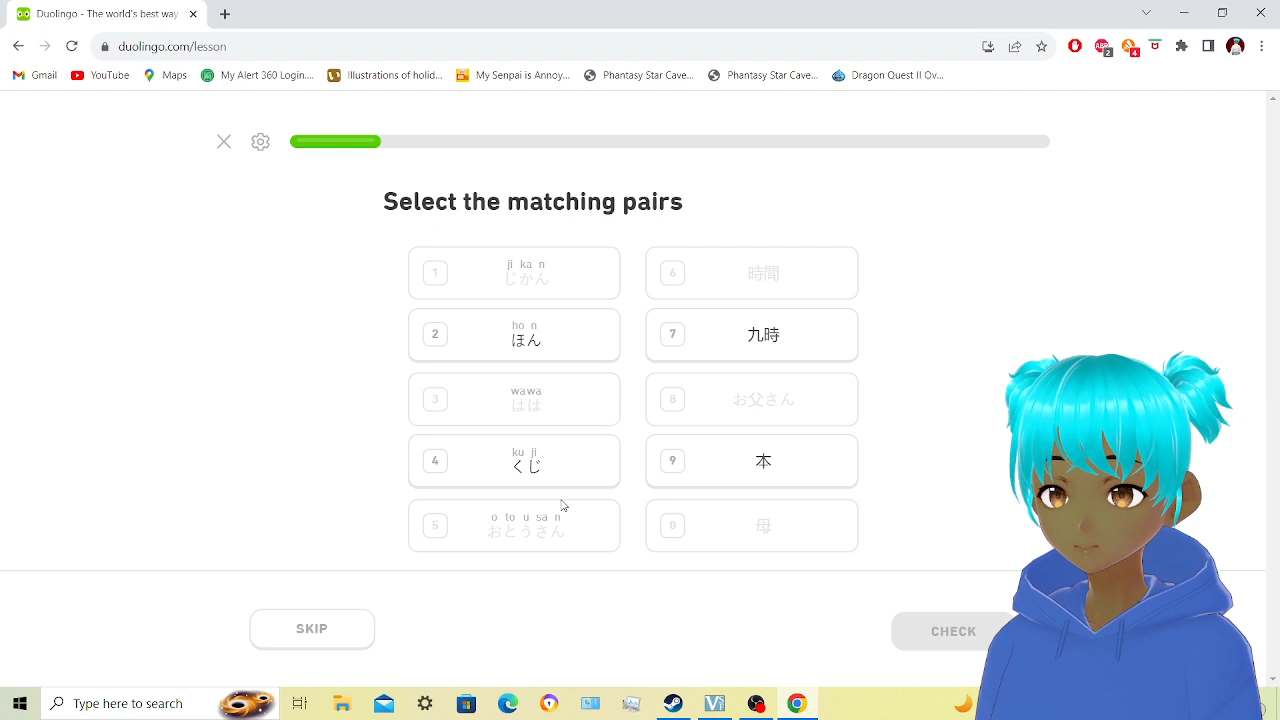 Duolingo - The world's best way
duolingo.com/lesson
2
4
Gmail
YouTube
Maps
My Alert 360 Login...
Illustrations of holid...
My Sempai is Annoy...
Phantasy Star Cave...
Phantasy Star Cave...
Dragon Quest II Ov...
Select the matching pairs
1
ji ka n
じかん
6
時間
2
ho n
ほん
7
九時
3
wawa
はは
8
お父さん
4
ku ji
くじ
9
本
5
o to u sa n
おとうさん
0
母
SKIP
CHECK
Type here to search